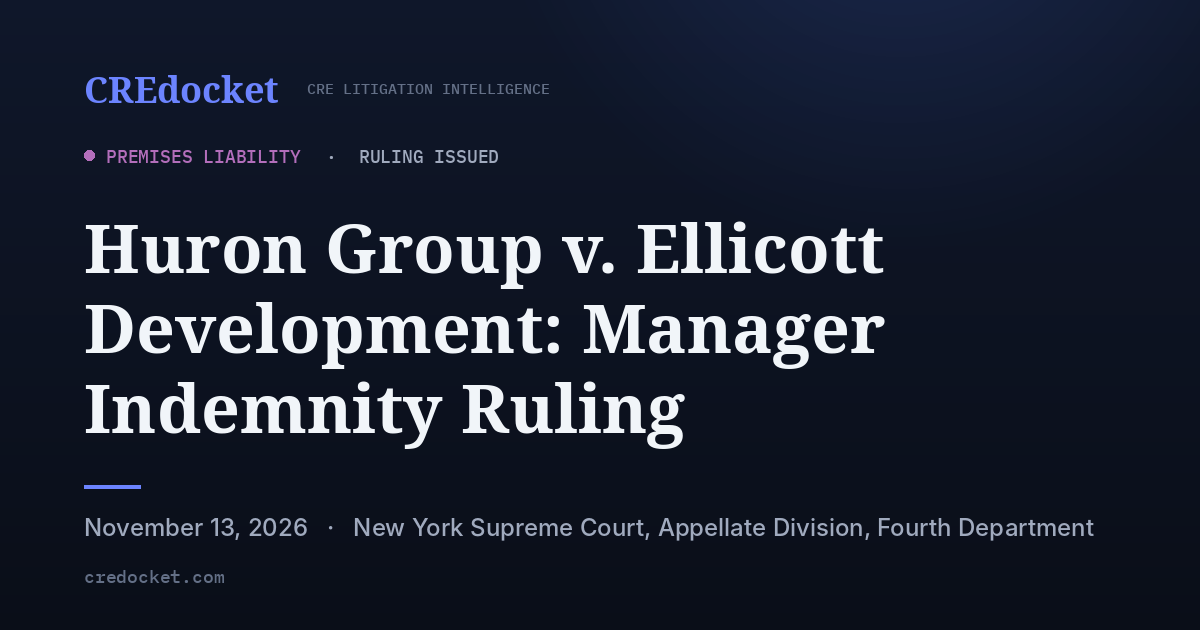 CREdocket CRE LITIGATION INTELLIGENCE
PREMISES LIABILITY · RULING ISSUED
Huron Group v. Ellicott
Development: Manager
Indemnity Ruling
November 13, 2026 · New York Supreme Court, Appellate Division, Fourth Department
credocket.com